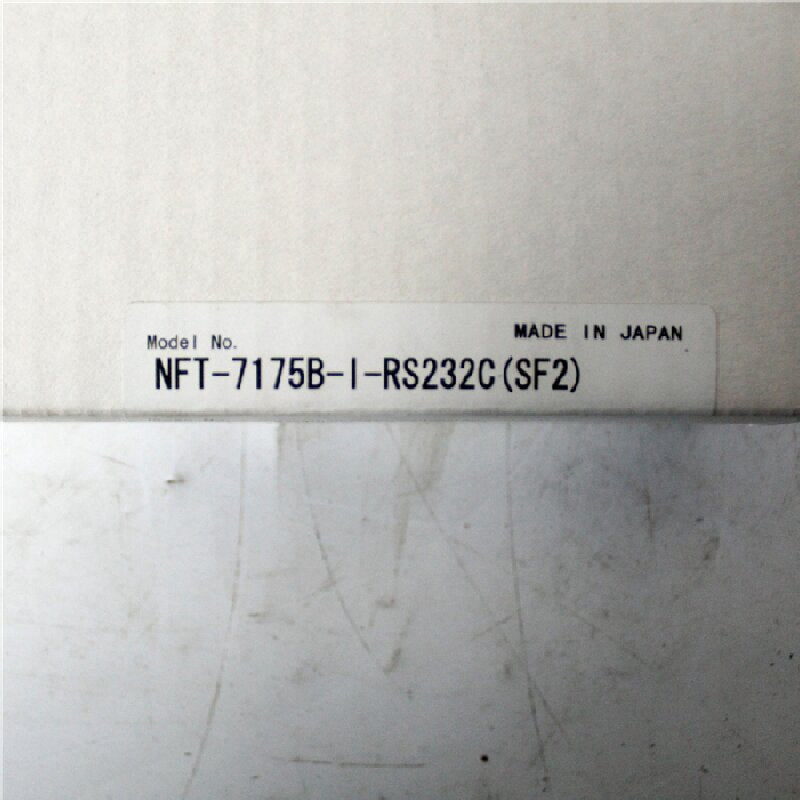 MADE IN JAPAN
Model No.
NFT-7175B-I-RS232C(SF2)